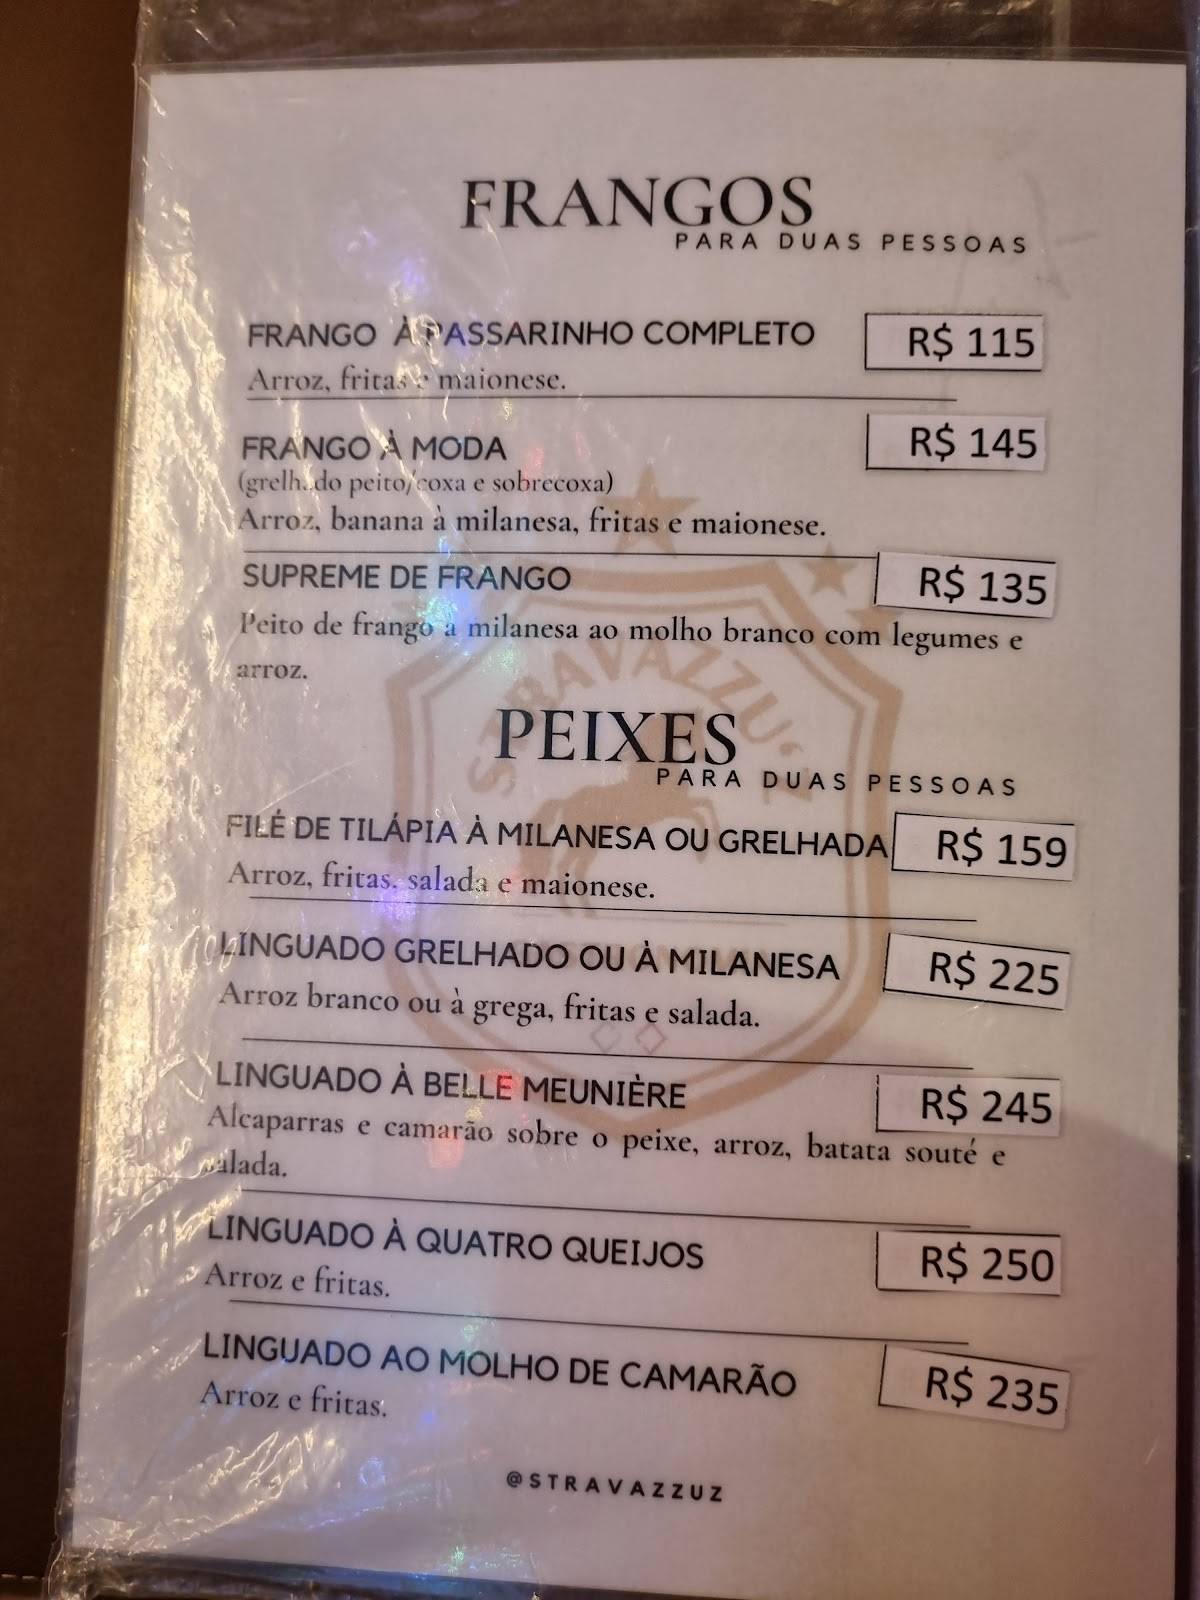 FRANGOS
PARA DUAS PESSOAS
FRANGO À PASSARINHO COMPLETO R$ 115
Arroz, fritas e maionese.
FRANGO À MODA R$ 145
(grelhado peito/coxa e sobrecoxa)
Arroz, banana à milanesa, fritas e maionese.
SUPREME DE FRANGO R$ 135
Peito de frango à milanesa ao molho branco com legumes e
arroz.
STRAVAZZU'Z
PEIXES
PARA DUAS PESSOAS
FILÉ DE TILÁPIA À MILANESA OU GRELHADA R$ 159
Arroz, fritas. salada e maionese.
LINGUADO GRELHADO OU À MILANESA R$ 225
Arroz branco ou à grega, fritas e salada.
LINGUADO À BELLE MEUNIÈRE R$ 245
Alcaparras e camarão sobre o peixe, arroz, batata souté e
salada.
LINGUADO À QUATRO QUEIJOS R$ 250
Arroz e fritas.
LINGUADO AO MOLHO DE CAMARÃO R$ 235
Arroz e fritas.
@STRAVAZZUZ